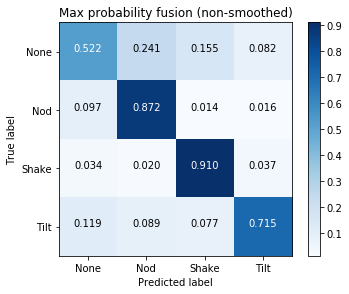 Max probability fusion (non-smoothed)
None 0.522 0.241 0.155 0.082
Nod 0.097 0.872 0.014 0.016
Shake 0.034 0.020 0.910 0.037
Tilt 0.119 0.089 0.077 0.715
True label
None Nod Shake Tilt
Predicted label
0.9
0.8
0.7
0.6
0.5
0.4
0.3
0.2
0.1